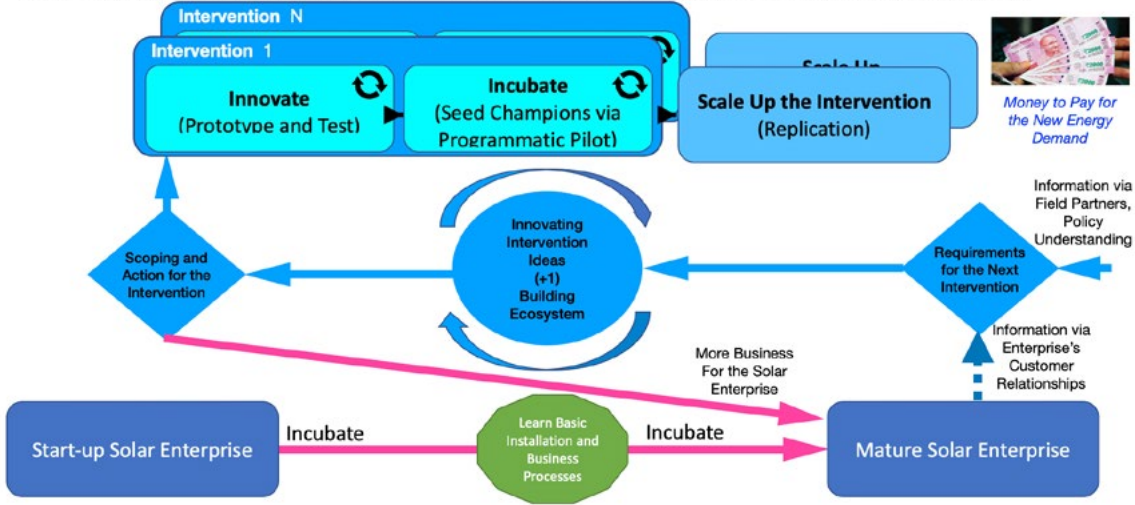 Intervention N
Intervention 1
Innovate
(Prototype and Test)
Incubate
(Seed Champions via
Programmatic Pilot)
Scale Up
Scale Up the Intervention
(Replication)
Money to Pay for
the New Energy
Demand
Information via
Field Partners,
Policy
Understanding
Scoping and
Action for the
Intervention
Innovating
Intervention
Ideas
(+1)
Building
Ecosystem
Requirements
for the Next
Intervention
Information via
Enterprise's
Customer
Relationships
More Business
For the Solar
Enterprise
Start-up Solar Enterprise
Incubate
Learn Basic
Installation and
Business
Processes
Incubate
Mature Solar Enterprise